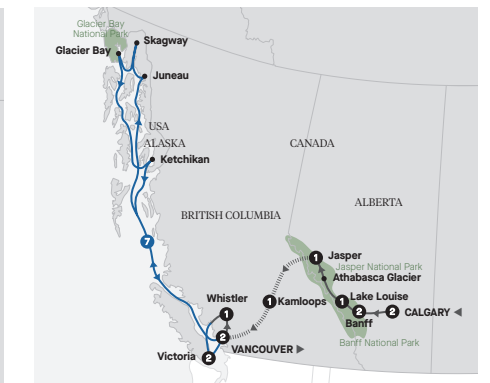 Glacier Bay
National Park
Skagway
Glacier Bay
Juneau
USA
ALASKA
CANADA
Ketchikan
ALBERTA
BRITISH COLUMBIA
7
1 Jasper
Jasper National Park
Athabasca Glacier
Whistler
1
1 Kamloops
1 Lake Louise
2
Banff
2 CALGARY
2 VANCOUVER
Banff National Park
Victoria 2